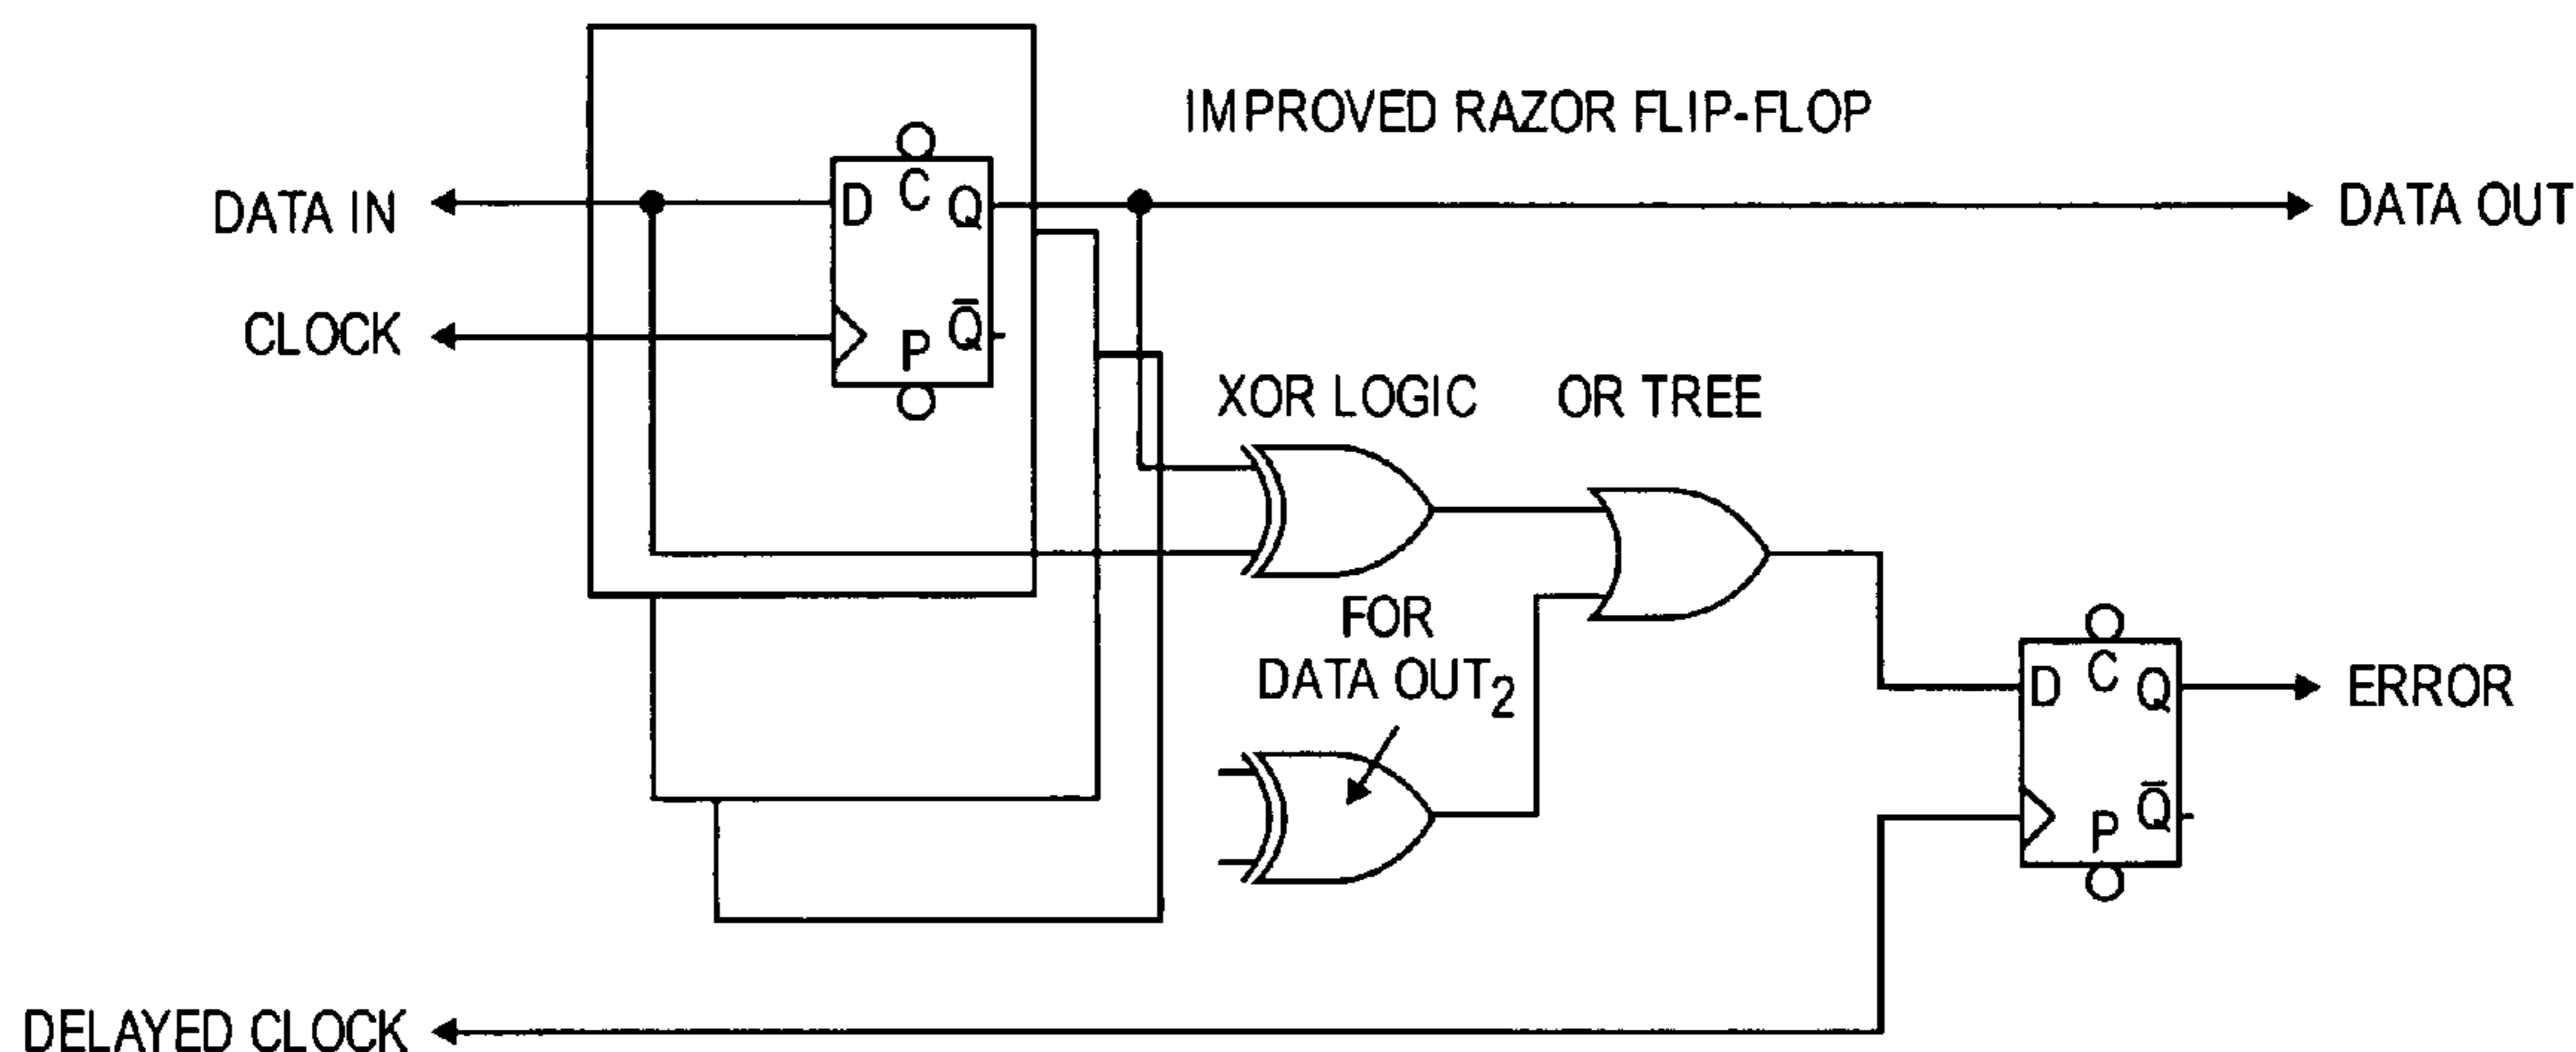 IMPROVED RAZOR FLIP-FLOP
DATA IN
D C Q
DATA OUT
CLOCK
P Q̅
XOR LOGIC
OR TREE
FOR
DATA OUT₂
D C Q
ERROR
P Q̅
DELAYED CLOCK